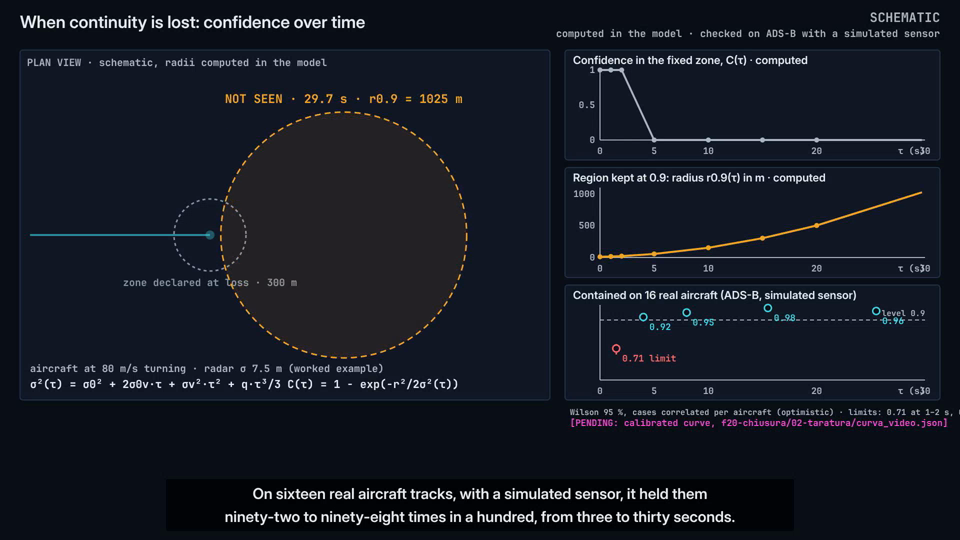 When continuity is lost: confidence over time
SCHEMATIC
computed in the model · checked on ADS-B with a simulated sensor
PLAN VIEW · schematic, radii computed in the model
NOT SEEN · 29.7 s · r0.9 = 1025 m
zone declared at loss · 300 m
aircraft at 80 m/s turning · radar σ 7.5 m (worked example)
σ²(τ) = σ0² + 2σ0v·τ + σv²·τ² + q·τ³/3 C(τ) = 1 - exp(-r²/2σ²(τ))
Confidence in the fixed zone, C(τ) · computed
1
0.5
0
0 5 10 20 τ (s) 30
Region kept at 0.9: radius r0.9(τ) in m · computed
1000
500
0
0 5 10 20 τ (s) 30
Contained on 16 real aircraft (ADS-B, simulated sensor)
level 0.9
0.92 0.95 0.98 0.96
0.71 limit
0 5 10 20 τ (s) 30
Wilson 95 %, cases correlated per aircraft (optimistic) · limits: 0.71 at 1-2 s,
[PENDING: calibrated curve, f20-chiusura/02-taratura/curva_video.json]
On sixteen real aircraft tracks, with a simulated sensor, it held them
ninety-two to ninety-eight times in a hundred, from three to thirty seconds.